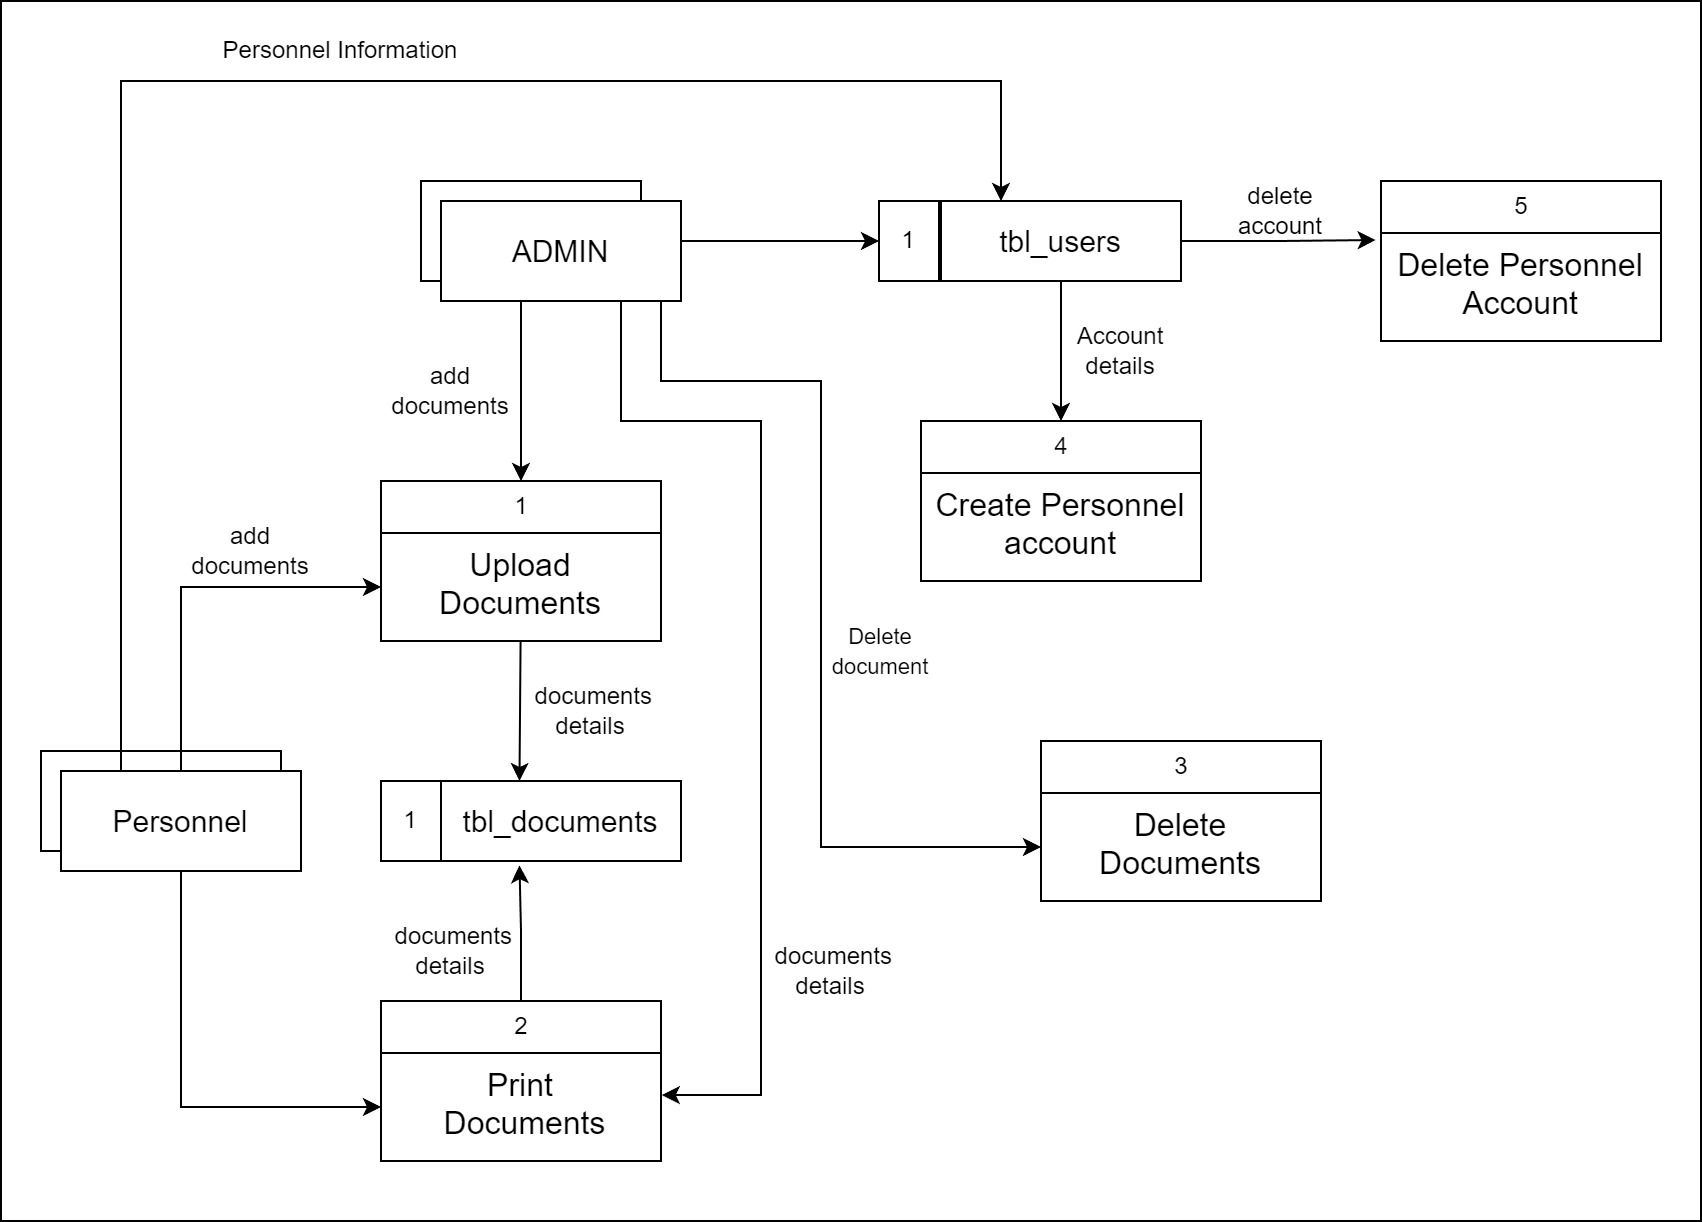 Personnel Information
ADMIN
1
tbl_users
delete
account
5
Delete Personnel
Account
Account
details
add
documents
4
Create Personnel
account
1
Upload
Documents
add
documents
Delete
document
documents
details
3
Delete
Documents
Personnel
1
tbl_documents
documents
details
documents
details
2
Print
Documents